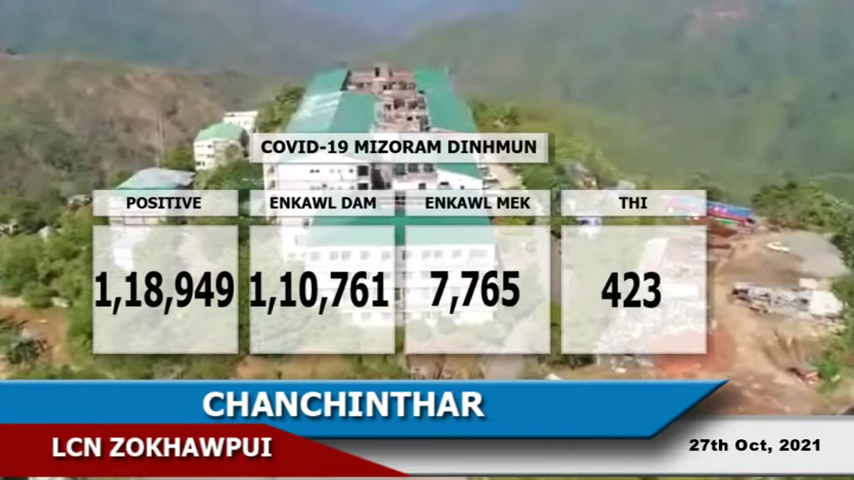 COVID-19 MIZORAM DINHMUN
POSITIVE ENKAWL DAM ENKAWL MEK THI
1,18,949 1,10,761 7,765 423
CHANCHINTHAR
LCN ZOKHAWPUI
27th Oct, 2021